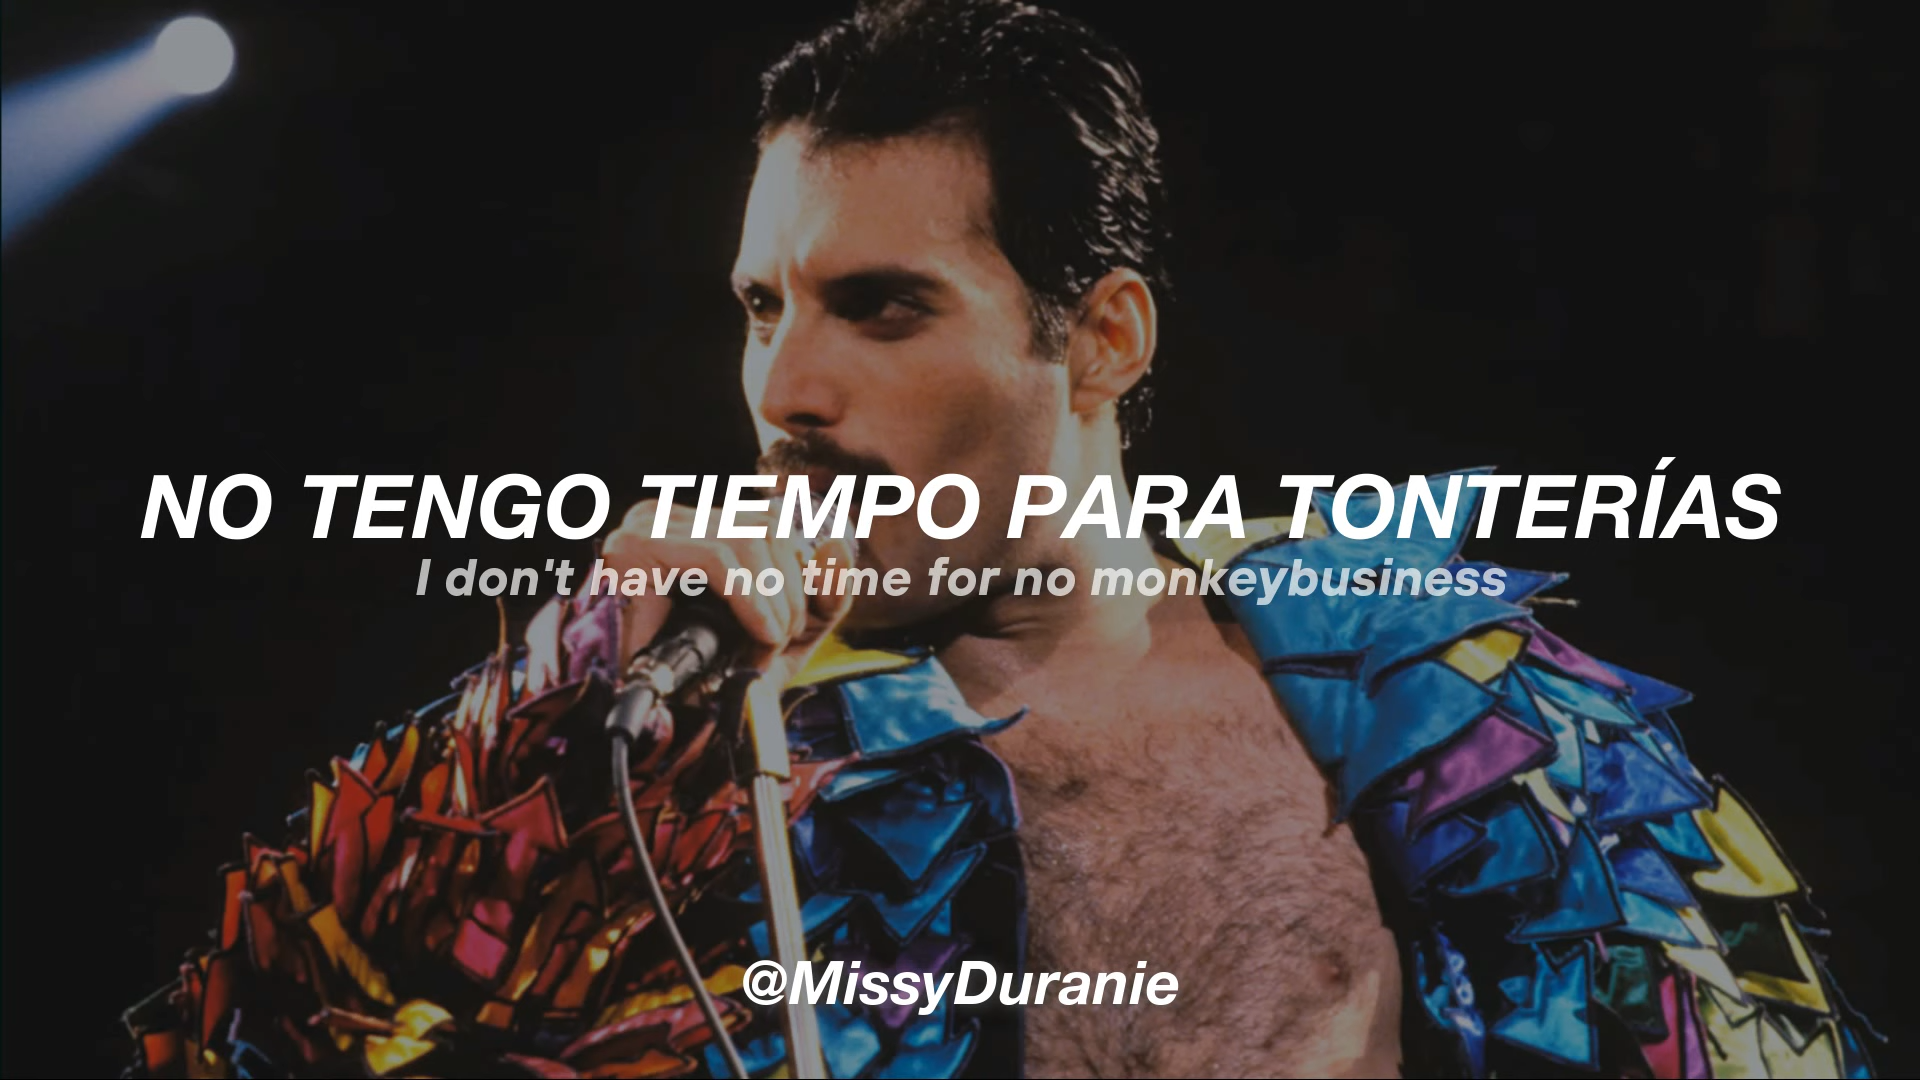 NO TENGO TIEMPO PARA TONTERÍAS
I don't have no time for no monkeybusiness
@MissyDuranie